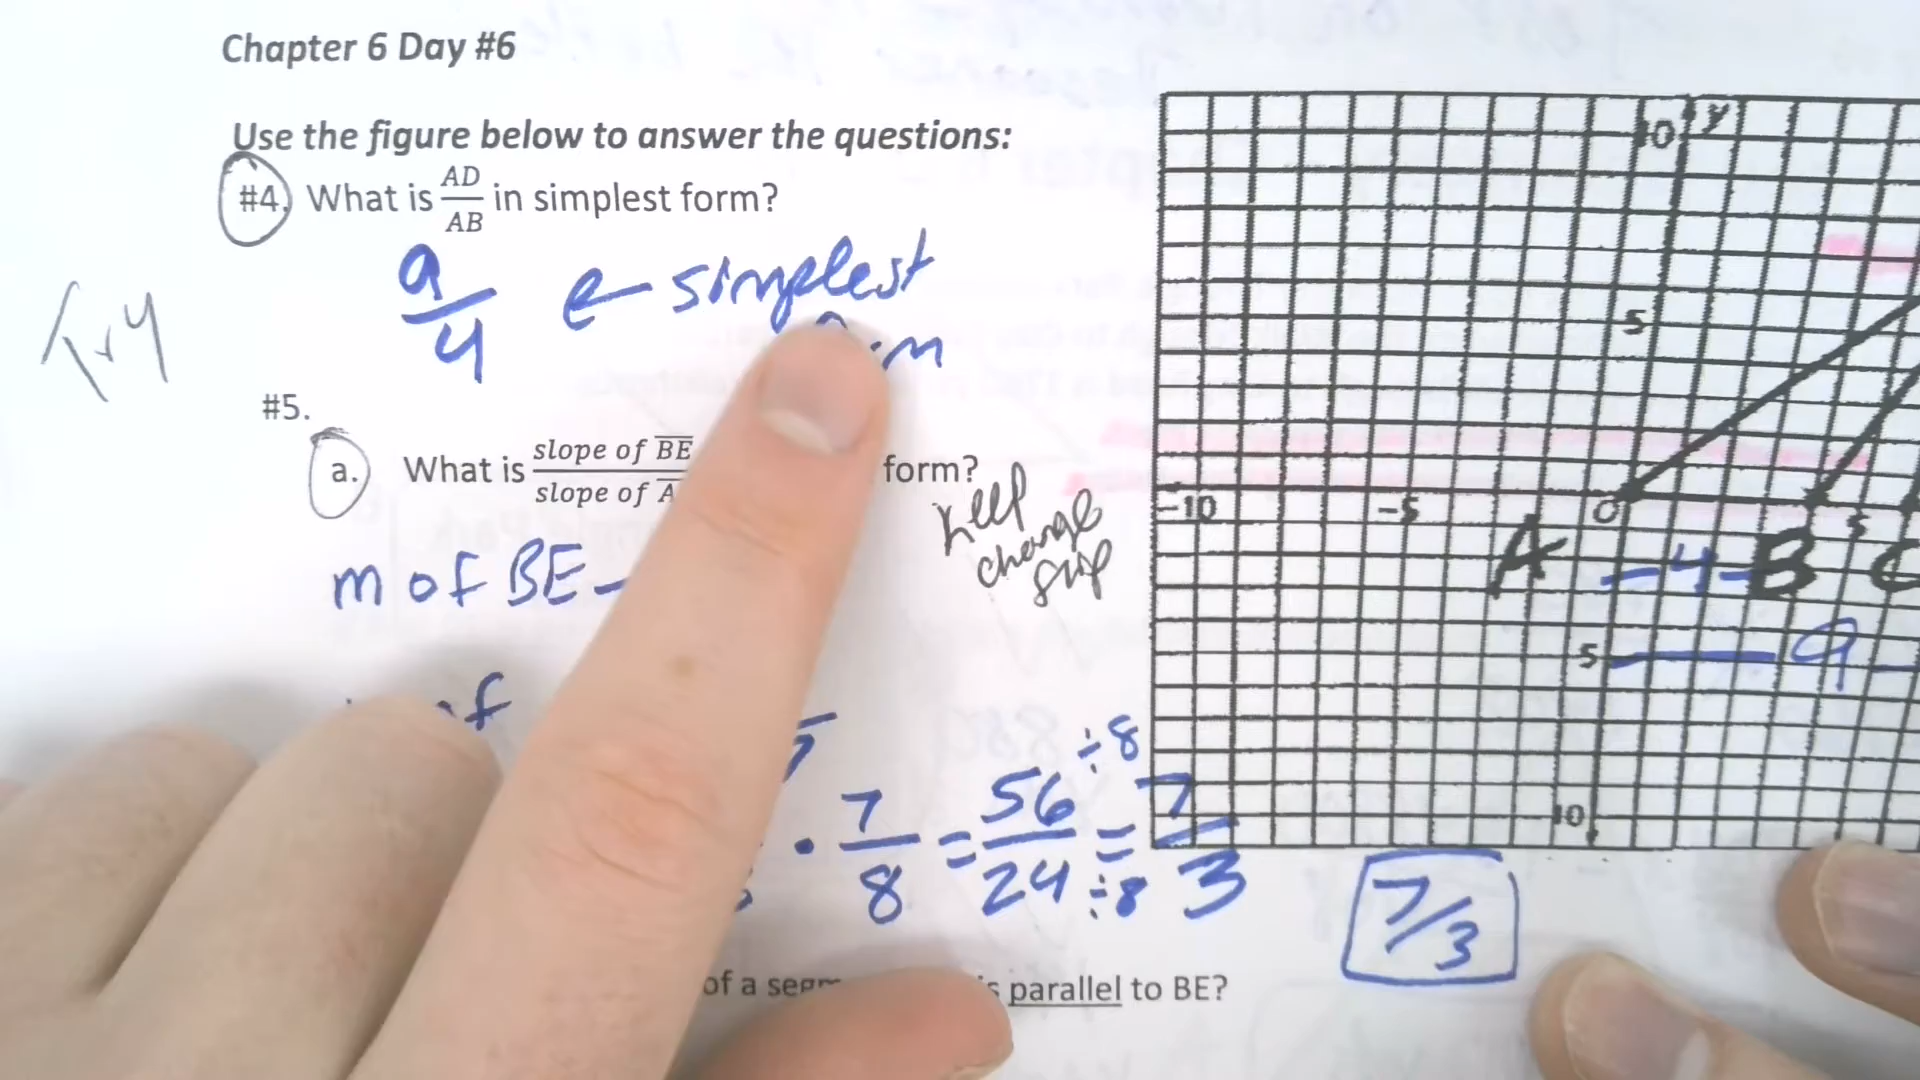 Chapter 6 Day #6
Use the figure below to answer the questions:
#4. What is AD/AB in simplest form?
9/4 ← simplest
Try
#5.
a. What is slope of BE / slope of A form?
keep
change
flip
m of BE -
of
7/8 = 56/24 ÷8 ÷8 = 7/3
7/3
of a parallel to BE?
10 y
5
-10 -5 0 5
A -4- B C
5 9
10